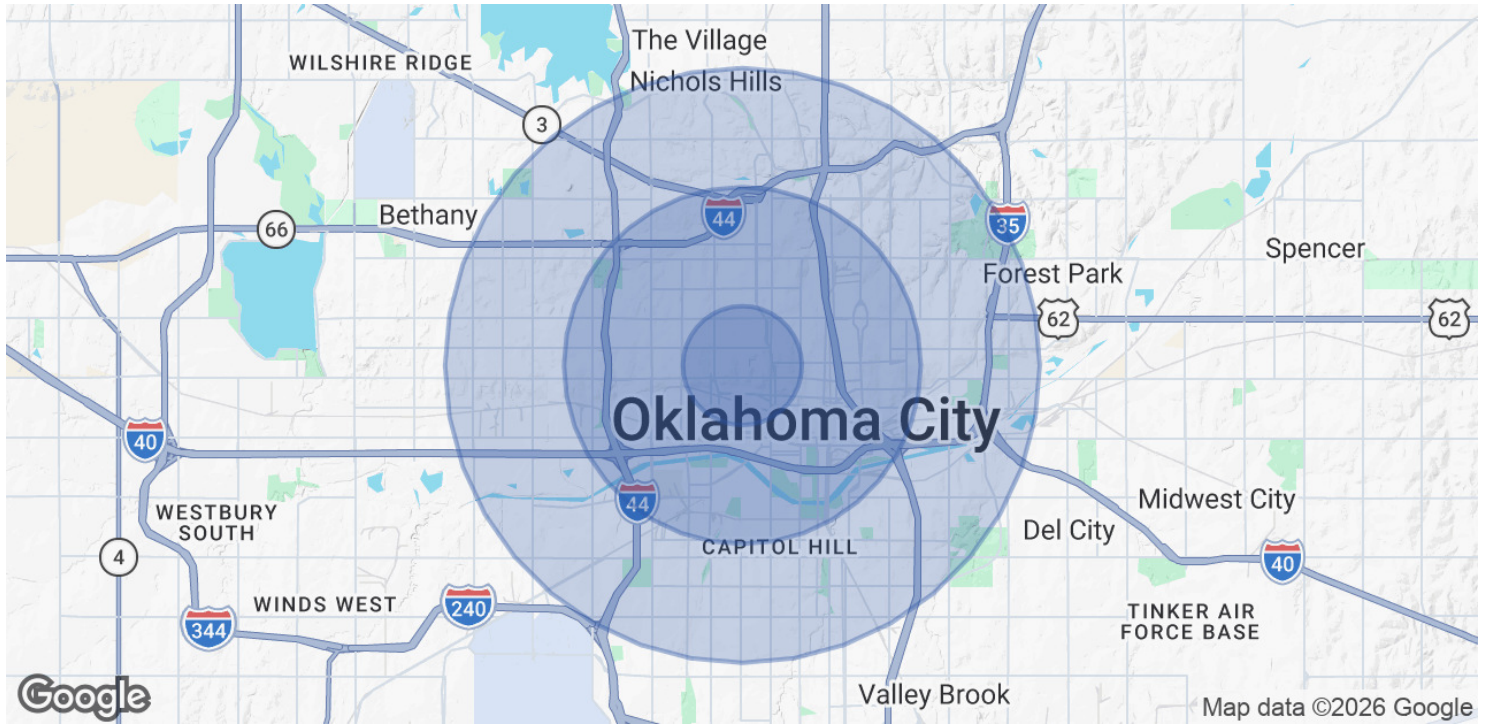 The Village
WILSHIRE RIDGE
Nichols Hills
3
Bethany
66
44
35
Spencer
Forest Park
62
62
Oklahoma City
40
44
WESTBURY
SOUTH
Midwest City
Del City
CAPITOL HILL
4
40
WINDS WEST
240
344
TINKER AIR
FORCE BASE
Valley Brook
Google
Map data ©2026 Google